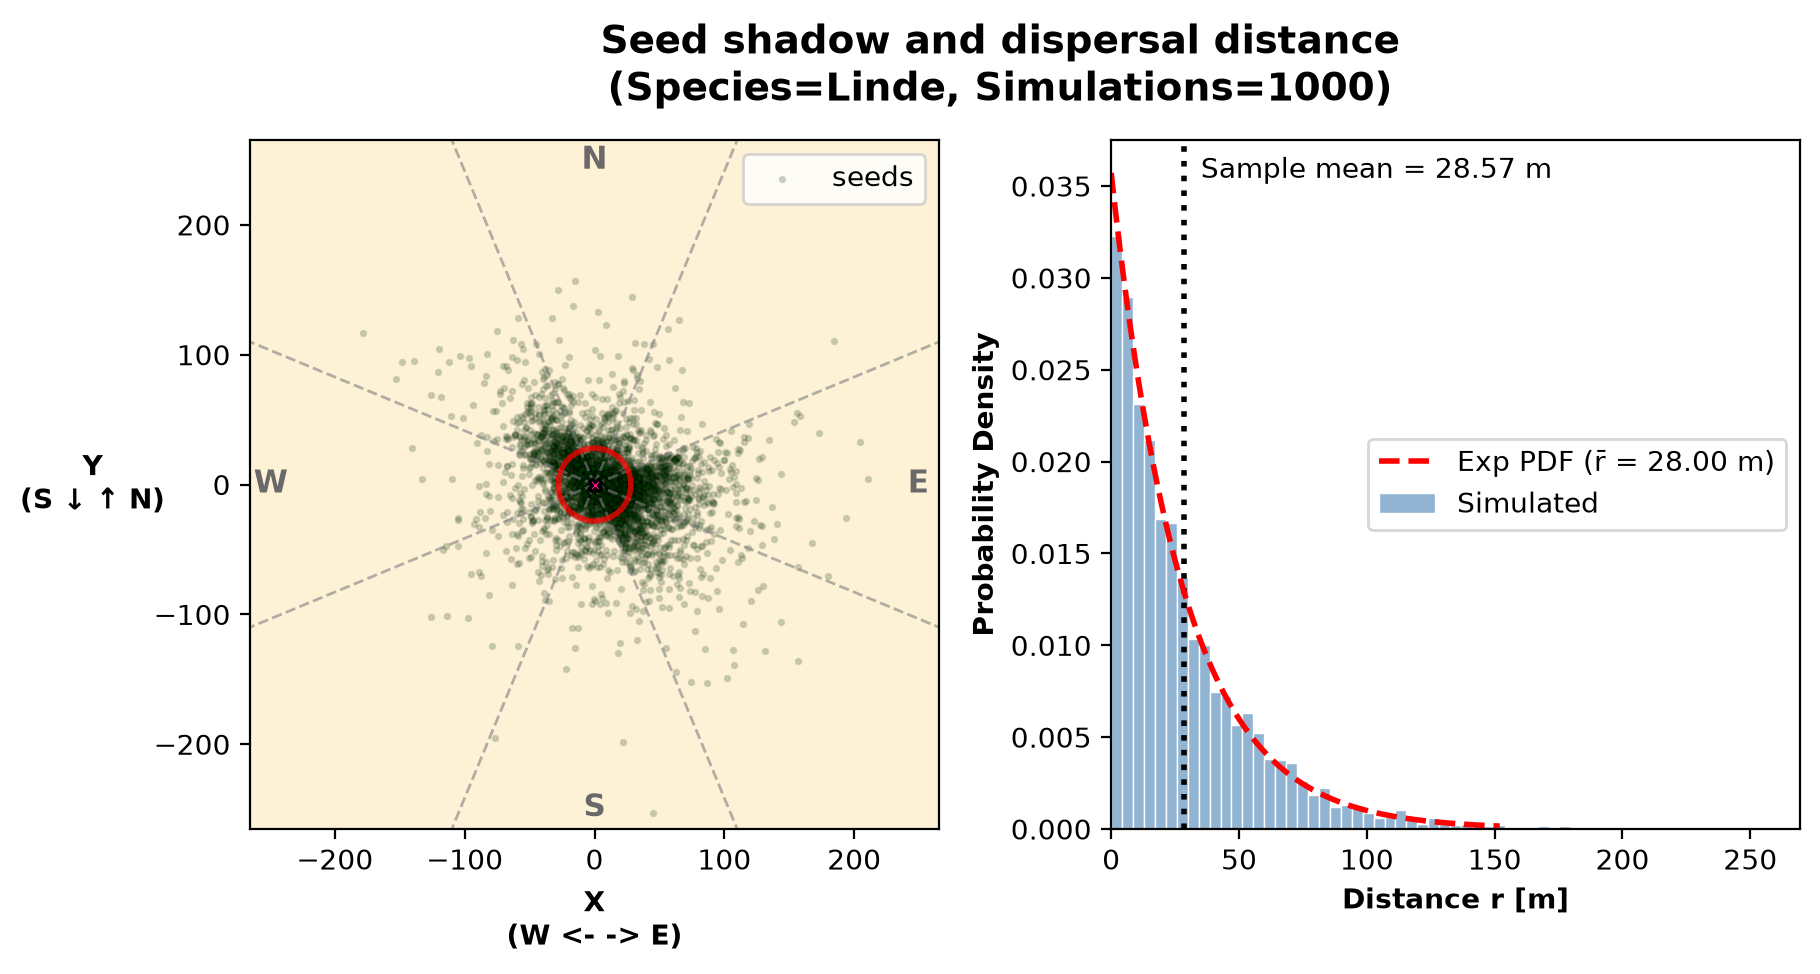 Seed shadow and dispersal distance
(Species=Linde, Simulations=1000)
N
seeds
W
E
S
200
100
0
−100
−200
Y
(S ↓ ↑ N)
−200
−100
0
100
200
X
(W <- -> E)
Sample mean = 28.57 m
Exp PDF (r̄ = 28.00 m)
Simulated
0.035
0.030
0.025
0.020
0.015
0.010
0.005
0.000
Probability Density
0
50
100
150
200
250
Distance r [m]